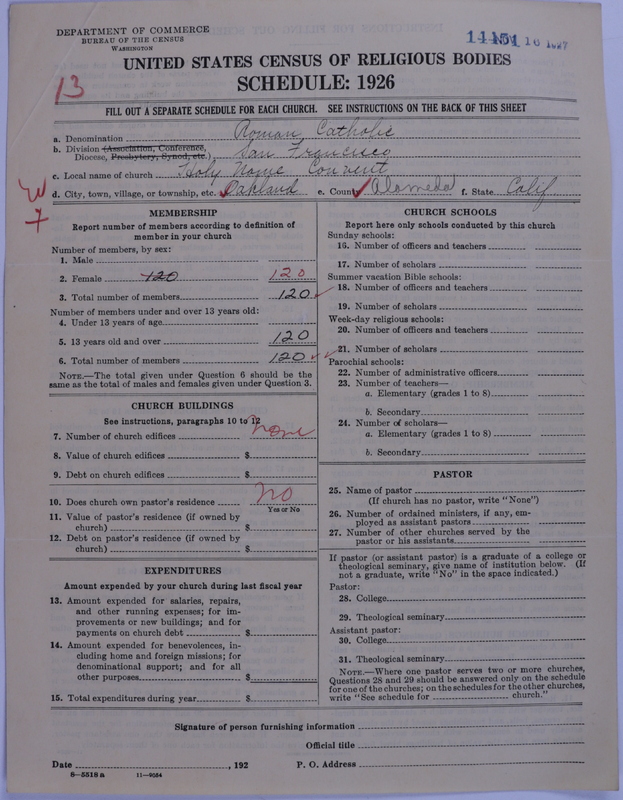 DEPARTMENT OF COMMERCE
BUREAU OF THE CENSUS
WASHINGTON
NOV 16 1927
UNITED STATES CENSUS OF RELIGIOUS BODIES
SCHEDULE: 1926
13
FILL OUT A SEPARATE SCHEDULE FOR EACH CHURCH. SEE INSTRUCTIONS ON THE BACK OF THIS SHEET
a. Denomination Roman Catholic
b. Division (Association, Conference,
Diocese, Presbytery, Synod, etc.) San Francisco
c. Local name of church Holy Name Convent
d. City, town, village, or township, etc. Oakland e. County Alameda f. State Calif
7
MEMBERSHIP
Report number of members according to definition of
member in your church
Number of members, by sex:
1. Male
2. Female 120 120
3. Total number of members 120
Number of members under and over 13 years old:
4. Under 13 years of age
5. 13 years old and over 120
6. Total number of members 120
NOTE.—The total given under Question 6 should be
same as the total of males and females given under Question 3.
CHURCH BUILDINGS
See instructions, paragraphs 10 to 12
7. Number of church edifices none
8. Value of church edifices $
9. Debt on church edifices $
10. Does church own pastor's residence no
Yes or No
11. Value of pastor's residence (if owned by
church) $
12. Debt on pastor's residence (if owned by
church) $
EXPENDITURES
Amount expended by your church during last fiscal year
13. Amount expended for salaries, repairs,
and other running expenses; for im-
provements or new buildings; and for
payments on church debt $
14. Amount expended for benevolences, in-
cluding home and foreign missions; for
denominational support; and for all
other purposes $
15. Total expenditures during year $
CHURCH SCHOOLS
Report here only schools conducted by this church
Sunday schools:
16. Number of officers and teachers
17. Number of scholars
Summer vacation Bible schools:
18. Number of officers and teachers
19. Number of scholars
Week-day religious schools:
20. Number of officers and teachers
21. Number of scholars
Parochial schools:
22. Number of administrative officers
23. Number of teachers—
a. Elementary (grades 1 to 8)
b. Secondary
24. Number of scholars—
a. Elementary (grades 1 to 8)
b. Secondary
PASTOR
25. Name of pastor
(If church has no pastor, write "None")
26. Number of ordained ministers, if any, em-
ployed as assistant pastors
27. Number of other churches served by the
pastor or his assistants
If pastor (or assistant pastor) is a graduate of a college or
theological seminary, give name of institution below. (If
not a graduate, write "No" in the space indicated.)
Pastor:
28. College
29. Theological seminary
Assistant pastor:
30. College
31. Theological seminary
NOTE.—Where one pastor serves two or more churches,
Questions 28 and 29 should be answered only on the schedule
for one of the churches; on the schedules for the other churches,
write "See schedule for church."
Signature of person furnishing information
Official title
Date , 192 P. O. Address
8—5518 a 11—9054